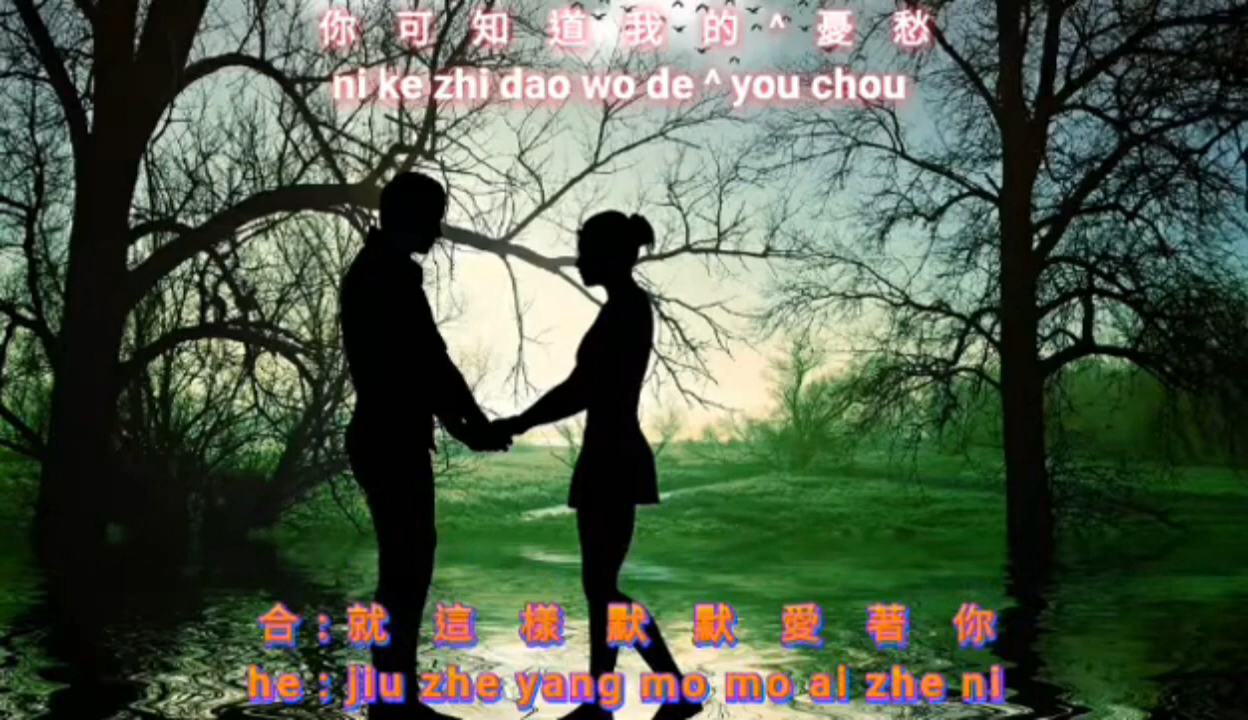 你 可 知 道 我 的 ^ 憂 愁
ni ke zhi dao wo de ^ you chou
合 : 就 這 樣 默 默 愛 著 你
he : jiu zhe yang mo mo ai zhe ni